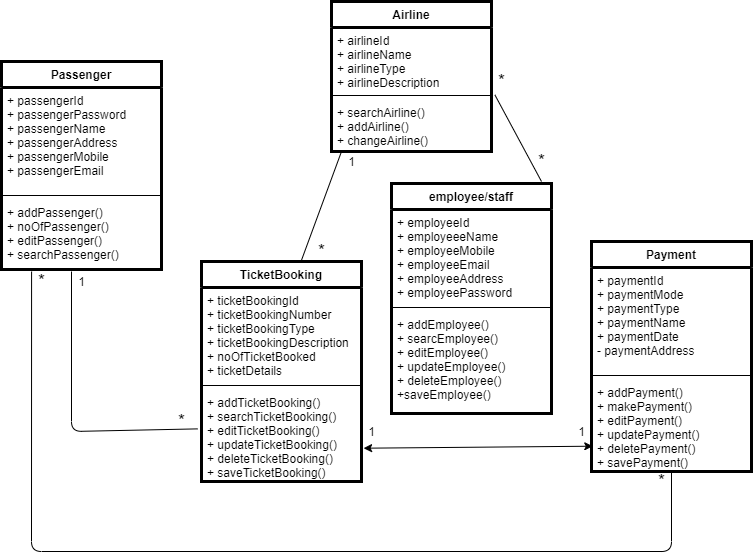 Airline
+ airlineId
+ airlineName
+ airlineType
+ airlineDescription
+ searchAirline()
+ addAirline()
+ changeAirline()
Passenger
+ passengerId
+ passengerPassword
+ passengerName
+ passengerAddress
+ passengerMobile
+ passengerEmail
+ addPassenger()
+ noOfPassenger()
+ editPassenger()
+ searchPassenger()
*
*
1
*
*
1
employee/staff
+ employeeId
+ employeeeName
+ employeeMobile
+ employeeEmail
+ employeeAddress
+ employeePassword
+ addEmployee()
+ searcEmployee()
+ editEmployee()
+ updateEmployee()
+ deleteEmployee()
+saveEmployee()
TicketBooking
+ ticketBookingId
+ ticketBookingNumber
+ ticketBookingType
+ ticketBookingDescription
+ noOfTicketBooked
+ ticketDetails
+ addTicketBooking()
+ searchTicketBooking()
+ editTicketBooking()
+ updateTicketBooking()
+ deleteTicketBooking()
+ saveTicketBooking()
Payment
+ paymentId
+ paymentMode
+ paymentType
+ paymentName
+ paymentDate
- paymentAddress
+ addPayment()
+ makePayment()
+ editPayment()
+ updatePayment()
+ deletePayment()
+ savePayment()
*
1
1
*